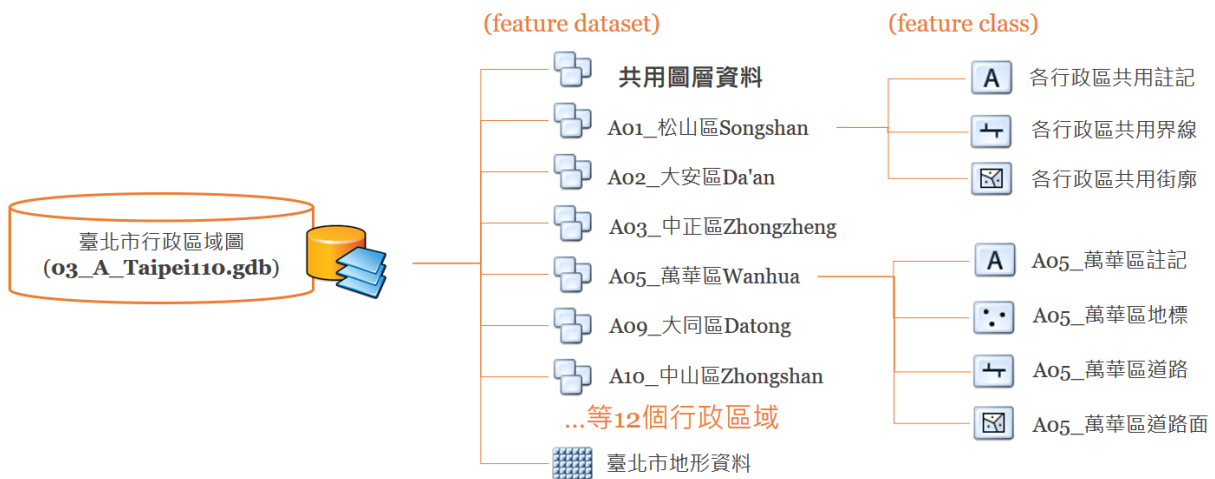 (feature dataset)
(feature class)
臺北市行政區域圖
(03_A_Taipei110.gdb)
共用圖層資料
A01_松山區Songshan
A02_大安區Da'an
A03_中正區Zhongzheng
A05_萬華區Wanhua
A09_大同區Datong
A10_中山區Zhongshan
...等12個行政區域
臺北市地形資料
A 各行政區共用註記
各行政區共用界線
各行政區共用街廓
A A05_萬華區註記
A05_萬華區地標
A05_萬華區道路
A05_萬華區道路面